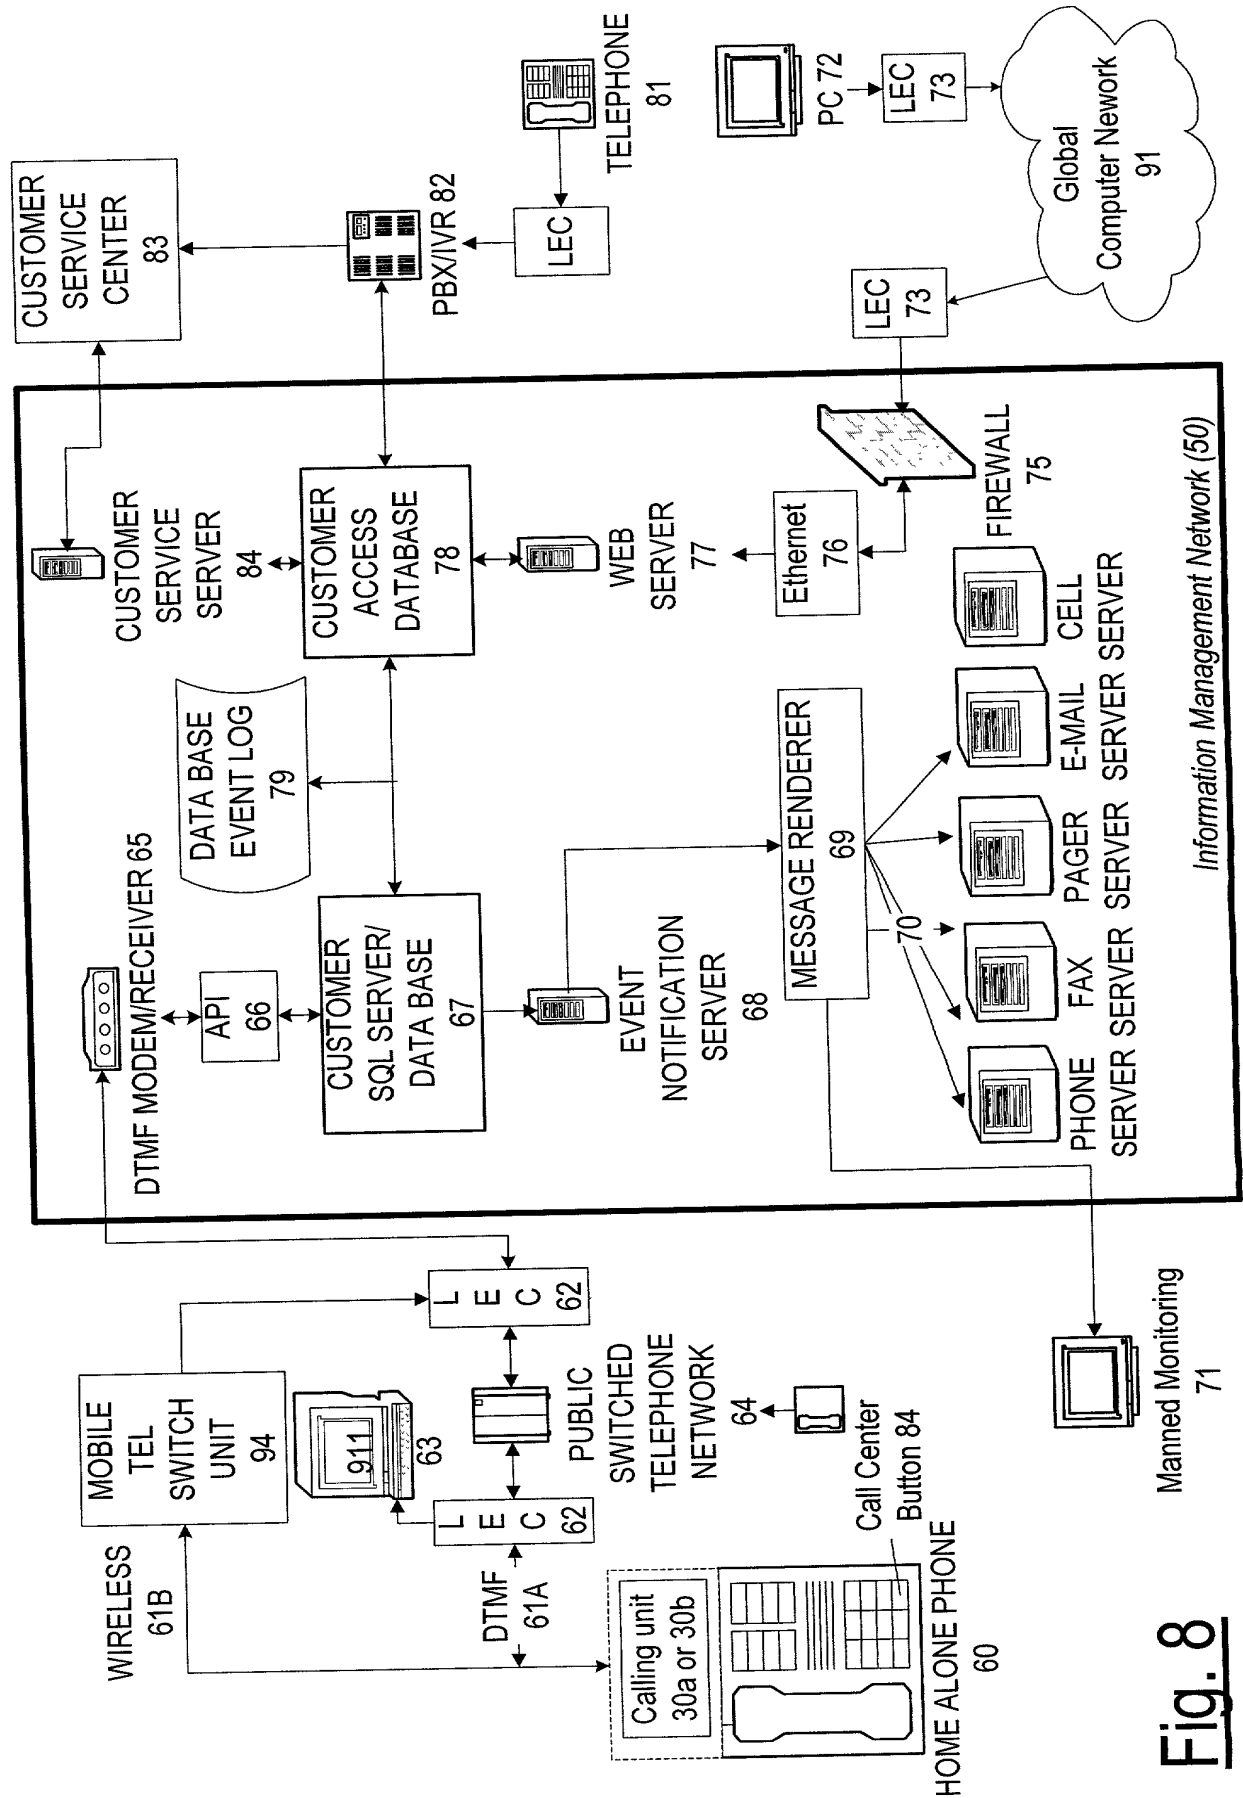 WIRELESS
61B
MOBILE
TEL
SWITCH
UNIT
94
DTMF
61A
L
E
C
62
911
63
L
E
C
62
PUBLIC
SWITCHED
TELEPHONE
NETWORK
64
Calling unit
30a or 30b
Call Center
Button 84
HOME ALONE PHONE
60
Manned Monitoring
71
DTMF MODEM/RECEIVER 65
API
66
CUSTOMER
SQL SERVER/
DATA BASE
67
DATA BASE
EVENT LOG
79
EVENT
NOTIFICATION
SERVER
68
MESSAGE RENDERER
69
70
PHONE
SERVER
FAX
SERVER
PAGER
SERVER
E-MAIL
SERVER
CELL
SERVER
CUSTOMER
SERVICE
SERVER
84
CUSTOMER
ACCESS
DATABASE
78
WEB
SERVER
77
Ethernet
76
FIREWALL
75
Information Management Network (50)
CUSTOMER
SERVICE
CENTER
83
PBX/IVR 82
LEC
TELEPHONE
81
PC 72
LEC
73
LEC
73
Global
Computer Nework
91
Fig. 8